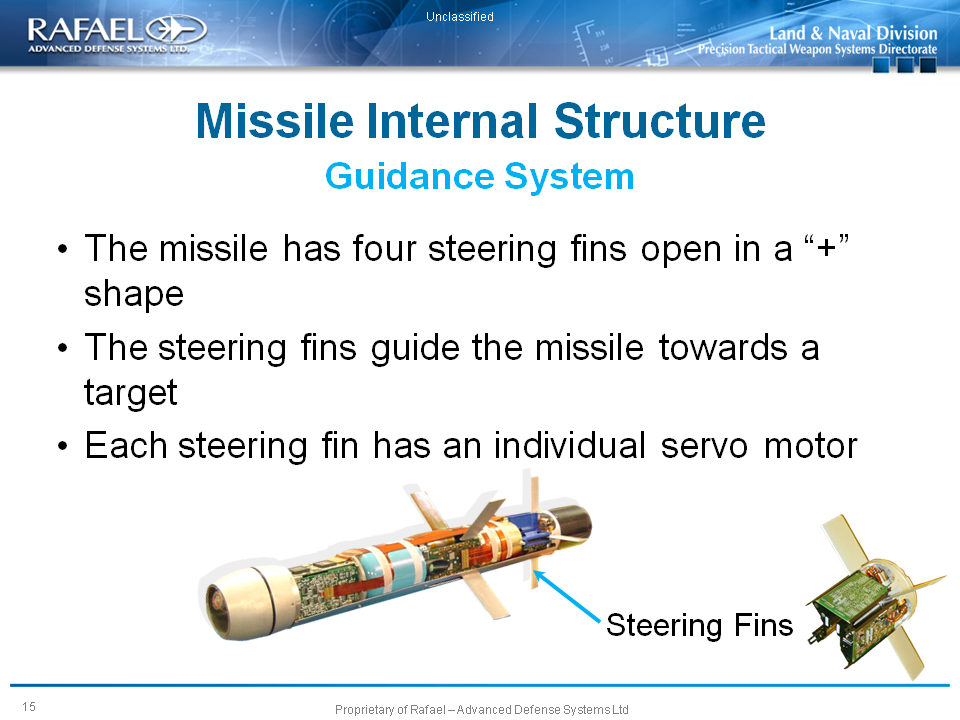 Unclassified
RAFAEL
ADVANCED DEFENSE SYSTEMS LTD.
Land & Naval Division
Precision Tactical Weapon Systems Directorate
Missile Internal Structure
Guidance System
• The missile has four steering fins open in a “+”
shape
• The steering fins guide the missile towards a
target
• Each steering fin has an individual servo motor
Steering Fins
15
Proprietary of Rafael – Advanced Defense Systems Ltd